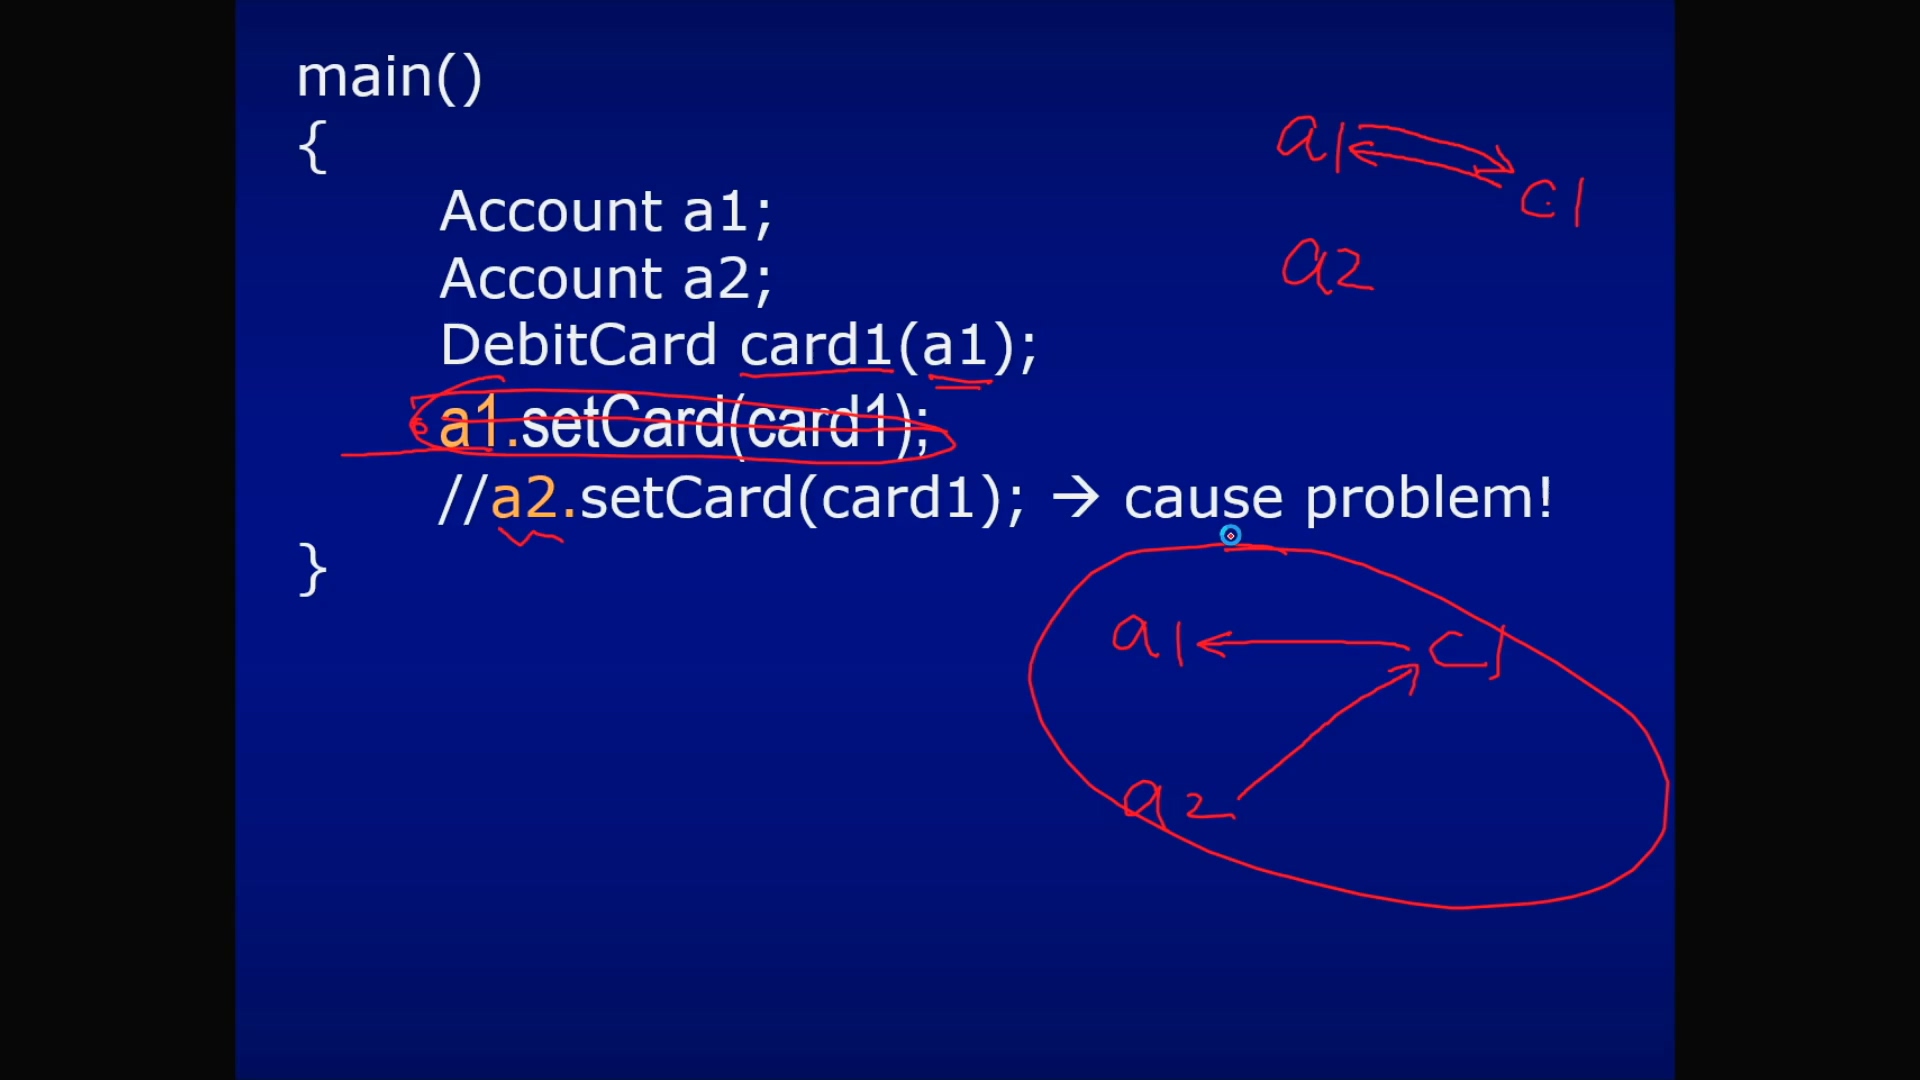 main()
{
Account a1;
Account a2;
DebitCard card1(a1);
a1.setCard(card1);
//a2.setCard(card1); → cause problem!
}
a1
c1
a2
a1
c1
a2